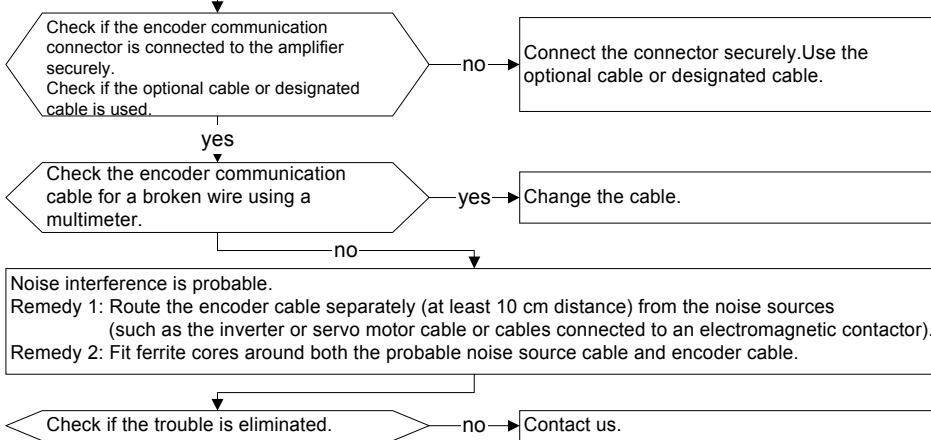 Check if the encoder communication
connector is connected to the amplifier
securely.
Check if the optional cable or designated
cable is used.
no
Connect the connector securely.Use the
optional cable or designated cable.
yes
Check the encoder communication
cable for a broken wire using a
multimeter.
yes
Change the cable.
no
Noise interference is probable.
Remedy 1: Route the encoder cable separately (at least 10 cm distance) from the noise sources
(such as the inverter or servo motor cable or cables connected to an electromagnetic contactor).
Remedy 2: Fit ferrite cores around both the probable noise source cable and encoder cable.
Check if the trouble is eliminated.
no
Contact us.